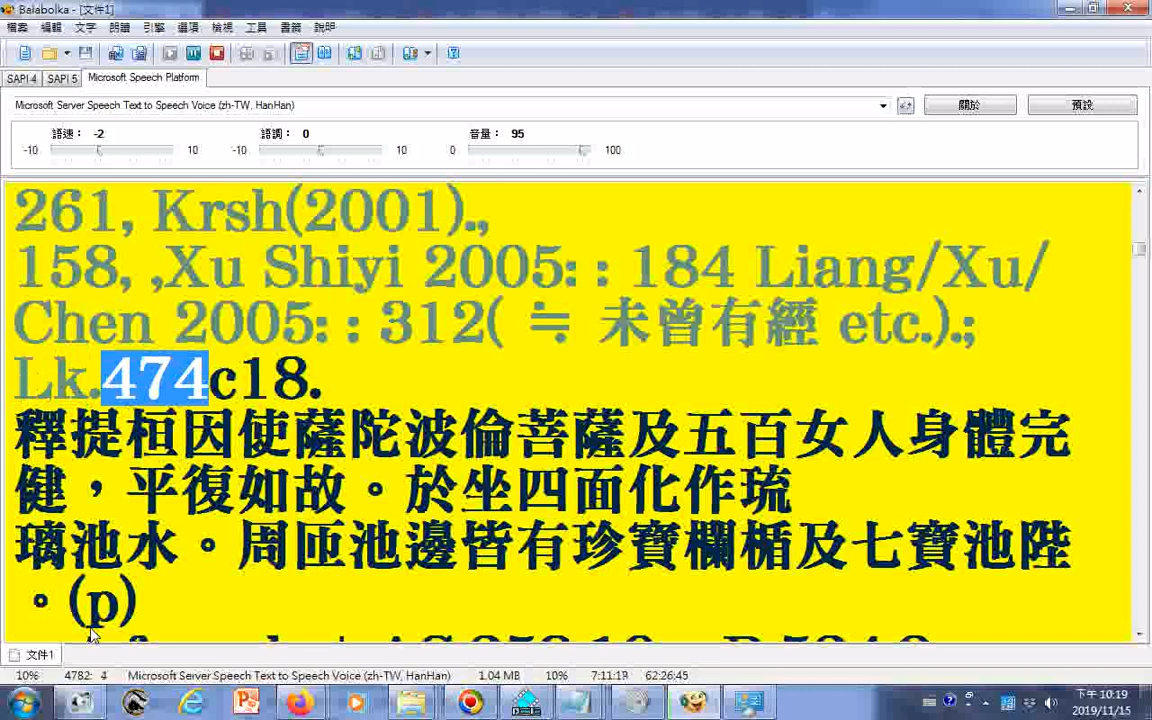 Balabolka - [文件1]
檔案 編輯 文字 朗讀 引擎 選項 檢視 工具 書籤 說明
SAPI 4 SAPI 5 Microsoft Speech Platform
Microsoft Server Speech Text to Speech Voice (zh-TW, HanHan) 關於 預設
語速： -2 語調： 0 音量： 95
-10 10 -10 10 0 100
261, Krsh(2001).,
158, ,Xu Shiyi 2005: : 184 Liang/Xu/
Chen 2005: : 312( ≒ 未曾有經 etc.).;
Lk.474c18.
釋提桓因使薩陀波倫菩薩及五百女人身體完
健，平復如故。於坐四面化作琉
璃池水。周匝池邊皆有珍寶欄楯及七寶池陛
。(p)
文件1
10% 4782: 4 Microsoft Server Speech Text to Speech Voice (zh-TW, HanHan) 1.04 MB 10% 7:11:13 62:26:45
下午 10:19
2019/11/15